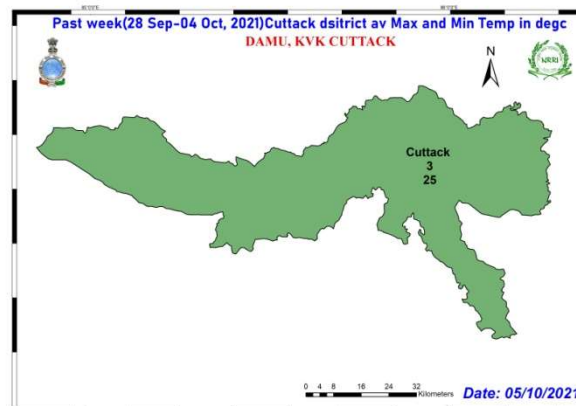 Past week(28 Sep-04 Oct, 2021)Cuttack dsitrict av Max and Min Temp in degc
DAMU, KVK CUTTACK
N
NRRI
Cuttack
3
25
0 4 8 16 24 32
Kilometers
Date: 05/10/2021